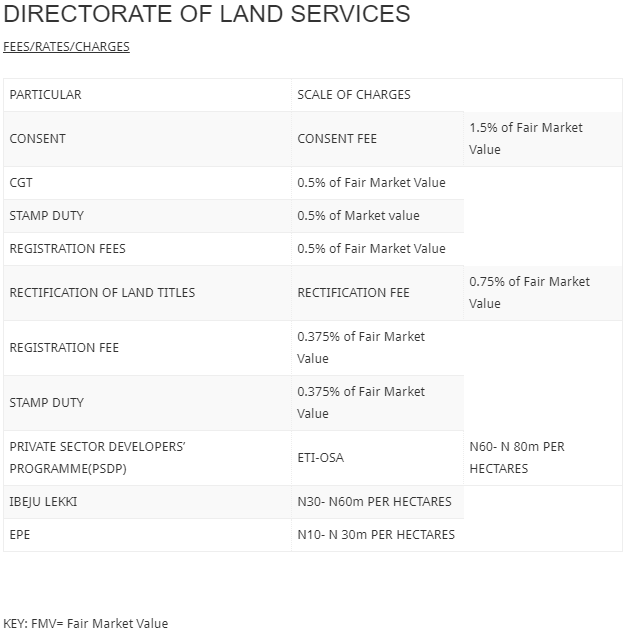 DIRECTORATE OF LAND SERVICES
FEES/RATES/CHARGES
PARTICULAR SCALE OF CHARGES
CONSENT CONSENT FEE 1.5% of Fair Market
Value
CGT 0.5% of Fair Market Value
STAMP DUTY 0.5% of Market value
REGISTRATION FEES 0.5% of Fair Market Value
RECTIFICATION OF LAND TITLES RECTIFICATION FEE 0.75% of Fair Market
Value
REGISTRATION FEE 0.375% of Fair Market
Value
STAMP DUTY 0.375% of Fair Market
Value
PRIVATE SECTOR DEVELOPERS’
PROGRAMME(PSDP) ETI-OSA N60- N 80m PER
HECTARES
IBEJU LEKKI N30- N60m PER HECTARES
EPE N10- N 30m PER HECTARES
KEY: FMV= Fair Market Value